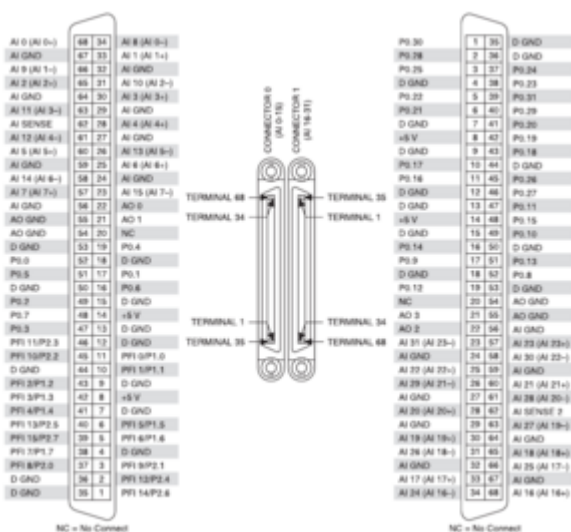 AI 0 (AI 0+) 68 34 AI 8 (AI 0–)
AI GND 67 33 AI 1 (AI 1+)
AI 9 (AI 1–) 66 32 AI GND
AI 2 (AI 2+) 65 31 AI 10 (AI 2–)
AI GND 64 30 AI 3 (AI 3+)
AI 11 (AI 3–) 63 29 AI GND
AI SENSE 62 28 AI 4 (AI 4+)
AI 12 (AI 4–) 61 27 AI GND
AI 5 (AI 5+) 60 26 AI 13 (AI 5–)
AI GND 59 25 AI 6 (AI 6+)
AI 14 (AI 6–) 58 24 AI GND
AI 7 (AI 7+) 57 23 AI 15 (AI 7–)
AI GND 56 22 AO 0
AO GND 55 21 AO 1
AO GND 54 20 NC
D GND 53 19 P0.4
P0.0 52 18 D GND
P0.5 51 17 P0.1
D GND 50 16 P0.6
P0.2 49 15 D GND
P0.7 48 14 +5 V
P0.3 47 13 D GND
PFI 11/P2.3 46 12 D GND
PFI 10/P2.2 45 11 PFI 0/P1.0
D GND 44 10 PFI 1/P1.1
PFI 2/P1.2 43 9 D GND
PFI 3/P1.3 42 8 +5 V
PFI 4/P1.4 41 7 D GND
PFI 13/P2.5 40 6 PFI 5/P1.5
PFI 15/P2.7 39 5 PFI 6/P1.6
PFI 7/P1.7 38 4 D GND
PFI 8/P2.0 37 3 PFI 9/P2.1
D GND 36 2 PFI 12/P2.4
D GND 35 1 PFI 14/P2.6
NC = No Connect
CONNECTOR 0
(AI 0-15)
CONNECTOR 1
(AI 16-31)
TERMINAL 68
TERMINAL 35
TERMINAL 34
TERMINAL 1
TERMINAL 1
TERMINAL 34
TERMINAL 35
TERMINAL 68
P0.30 1 35 D GND
P0.28 2 36 D GND
P0.25 3 37 P0.24
D GND 4 38 P0.23
P0.22 5 39 P0.31
P0.21 6 40 P0.29
D GND 7 41 P0.20
+5 V 8 42 P0.19
D GND 9 43 P0.18
P0.17 10 44 D GND
P0.16 11 45 P0.26
D GND 12 46 P0.27
D GND 13 47 P0.11
+5 V 14 48 P0.15
D GND 15 49 P0.10
P0.14 16 50 D GND
P0.9 17 51 P0.13
D GND 18 52 P0.8
P0.12 19 53 D GND
NC 20 54 AO GND
AO 3 21 55 AO GND
AO 2 22 56 AI GND
AI 31 (AI 23–) 23 57 AI 23 (AI 23+)
AI GND 24 58 AI 30 (AI 22–)
AI 22 (AI 22+) 25 59 AI GND
AI 29 (AI 21–) 26 60 AI 21 (AI 21+)
AI GND 27 61 AI 28 (AI 20–)
AI 20 (AI 20+) 28 62 AI SENSE 2
AI GND 29 63 AI 27 (AI 19–)
AI 19 (AI 19+) 30 64 AI GND
AI 26 (AI 18–) 31 65 AI 18 (AI 18+)
AI GND 32 66 AI 25 (AI 17–)
AI 17 (AI 17+) 33 67 AI GND
AI 24 (AI 16–) 34 68 AI 16 (AI 16+)
NC = No Connect